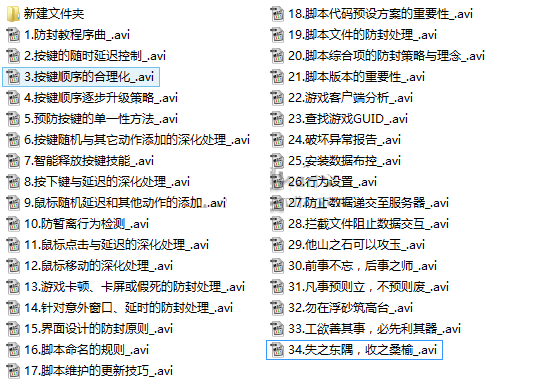 新建文件夹
1.防封教程序曲_.avi
2.按键的随时延迟控制_.avi
3.按键顺序的合理化_.avi
4.按键顺序逐步升级策略_.avi
5.预防按键的单一性方法_.avi
6.按键随机与其它动作添加的深化处理_.avi
7.智能释放按键技能_.avi
8.按下键与延迟的深化处理_.avi
9.鼠标随机延迟和其他动作的添加_.avi
10.防暂离行为检测_.avi
11.鼠标点击与延迟的深化处理_.avi
12.鼠标移动的深化处理_.avi
13.游戏卡顿、卡屏或假死的防封处理_.avi
14.针对意外窗口、延时的防封处理_.avi
15.界面设计的防封原则_.avi
16.脚本命名的规则_.avi
17.脚本维护的更新技巧_.avi
18.脚本代码预设方案的重要性_.avi
19.脚本文件的防封处理_.avi
20.脚本综合项的防封策略与理念_.avi
21.脚本版本的重要性_.avi
22.游戏客户端分析_.avi
23.查找游戏GUID_.avi
24.破坏异常报告_.avi
25.安装数据布控_.avi
26.行为设置_.avi
27.防止数据递交至服务器_.avi
28.拦截文件阻止数据交互_.avi
29.他山之石可以攻玉_.avi
30.前事不忘，后事之师_.avi
31.凡事预则立，不预则废_.avi
32.勿在浮砂筑高台_.avi
33.工欲善其事，必先利其器_.avi
34.失之东隅，收之桑榆_.avi